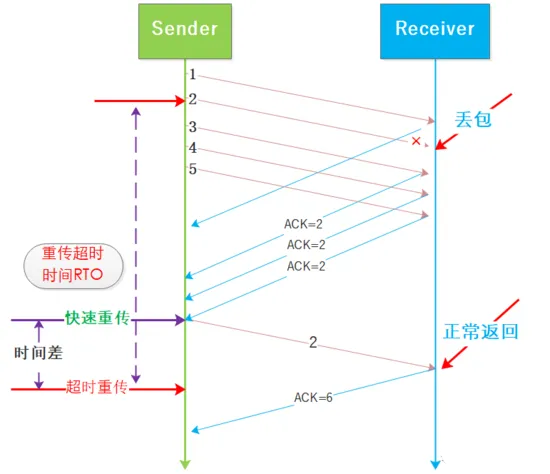 Sender
Receiver
1
2
3
4
5
×
丢包
ACK=2
ACK=2
ACK=2
重传超时
时间RTO
快速重传
时间差
超时重传
2
正常返回
ACK=6